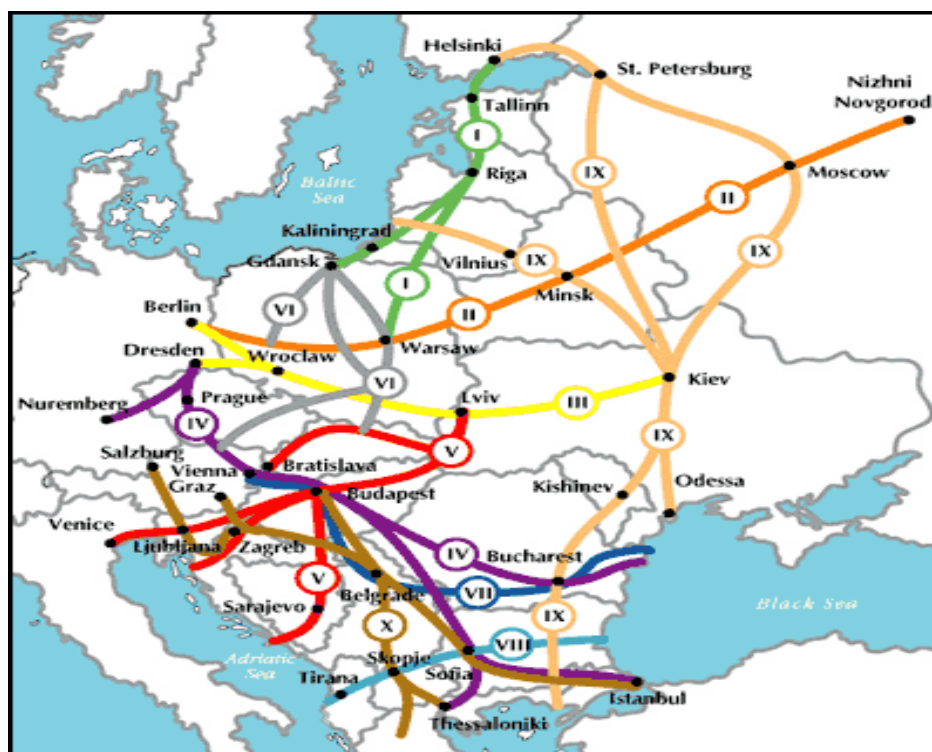 Helsinki
St. Petersburg
Nizhni
Novgorod
Tallinn
I
Riga
IX
Moscow
II
Baltic
Sea
Kaliningrad
Gdansk
Vilnius
IX
IX
Minsk
I
VI
Berlin
II
Warsaw
Dresden
Wroclaw
VI
Kiev
Nuremberg
Prague
Lviv
III
IV
V
IX
Salzburg
Vienna
Bratislava
Graz
Budapest
Kishinev
Odessa
Venice
Ljubljana
Zagreb
IV
Bucharest
V
Belgrade
VII
Sarajevo
X
IX
Black Sea
Adriatic
Sea
Skopje
VIII
Tirana
Sofia
Istanbul
Thessaloniki